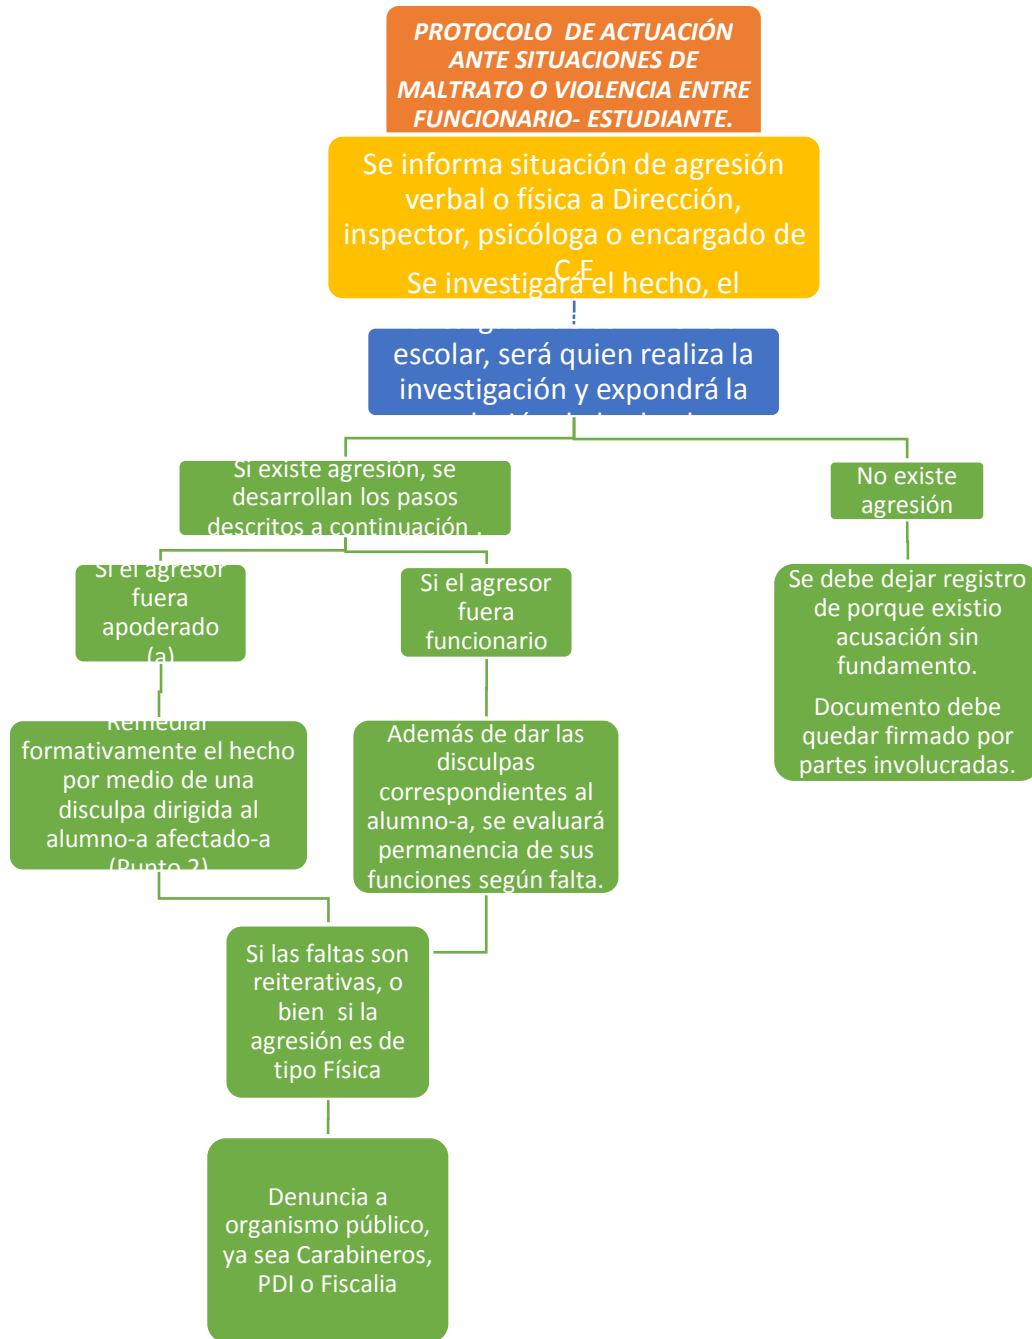 PROTOCOLO DE ACTUACIÓN
ANTE SITUACIONES DE
MALTRATO O VIOLENCIA ENTRE
FUNCIONARIO- ESTUDIANTE.
Se informa situación de agresión
verbal o física a Dirección,
inspector, psicóloga o encargado de
C.E
Se investigará el hecho, el
escolar, será quien realiza la
investigación y expondrá la
Si existe agresión, se
desarrollan los pasos
descritos a continuación .
No existe
agresión
Si el agresor
fuera
apoderado
(a)
Si el agresor
fuera
funcionario
Se debe dejar registro
de porque existio
acusación sin
fundamento.
Documento debe
quedar firmado por
partes involucradas.
Remediar
formativamente el hecho
por medio de una
disculpa dirigida al
alumno-a afectado-a
(Punto 2)
Además de dar las
disculpas
correspondientes al
alumno-a, se evaluará
permanencia de sus
funciones según falta.
Si las faltas son
reiterativas, o
bien si la
agresión es de
tipo Física
Denuncia a
organismo público,
ya sea Carabineros,
PDI o Fiscalia